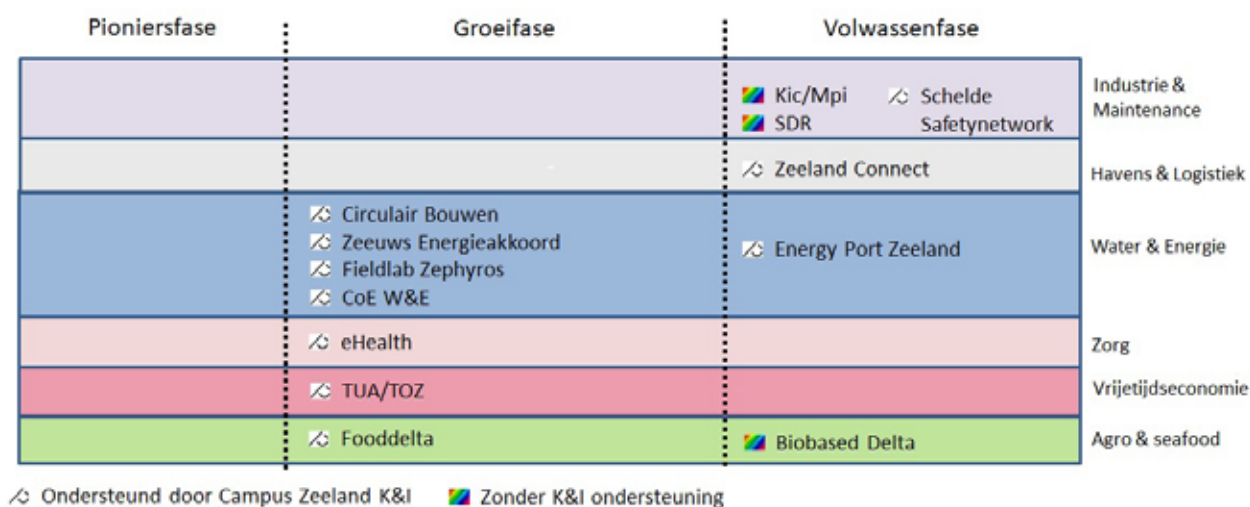 Pioniersfase Groeifase Volwassenfase
Kic/Mpi Schelde Industrie &
SDR Safetynetwork Maintenance
Zeeland Connect Havens & Logistiek
Circulair Bouwen
Zeeuws Energieakkoord Energy Port Zeeland Water & Energie
Fieldlab Zephyros
CoE W&E
eHealth Zorg
TUA/TOZ Vrijetijdseconomie
Fooddelta Biobased Delta Agro & seafood
Ondersteund door Campus Zeeland K&I Zonder K&I ondersteuning